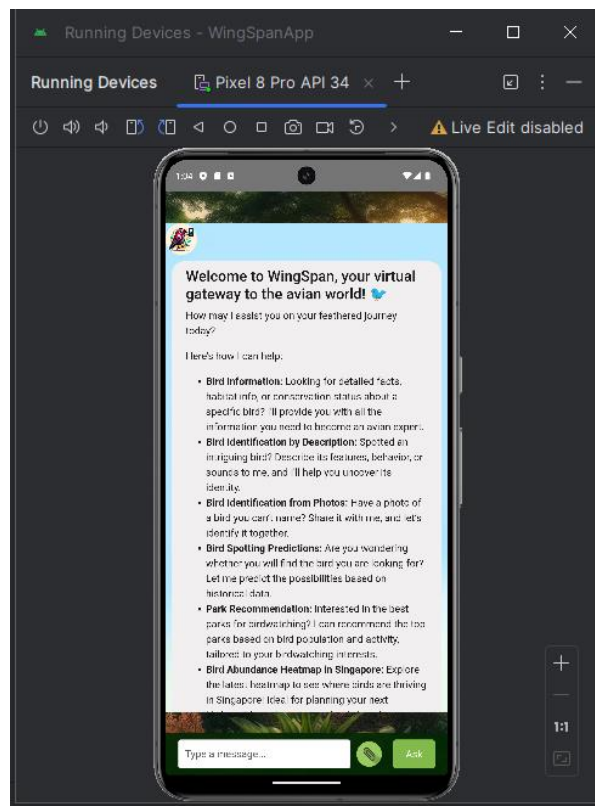 Running Devices - WingSpanApp
Running Devices
Pixel 8 Pro API 34
Live Edit disabled
1:04
Welcome to WingSpan, your virtual
gateway to the avian world! 🐦
How may I assist you on your feathered journey
today?
Here's how I can help:
• Bird Information: Looking for detailed facts,
habitat info, or conservation status about a
specific bird? I'll provide you with all the
information you need to become an avian expert.
• Bird Identification by Description: Spotted an
intriguing bird? Describe its features, behavior, or
sounds to me, and I'll help you uncover its
identity.
• Bird Identification from Photos: Have a photo of
a bird you can't name? Share it with me, and let's
identify it together.
• Bird Spotting Predictions: Are you wondering
whether you will find the bird you are looking for?
Let me predict the possibilities based on
historical data.
• Park Recommendation: Interested in the best
parks for birdwatching? I can recommend the top
parks based on bird population and activity,
tailored to your birdwatching interests.
• Bird Abundance Heatmap in Singapore: Explore
the latest heatmap to see where birds are thriving
in Singapore! Ideal for planning your next
Type a message...
Ask
1:1